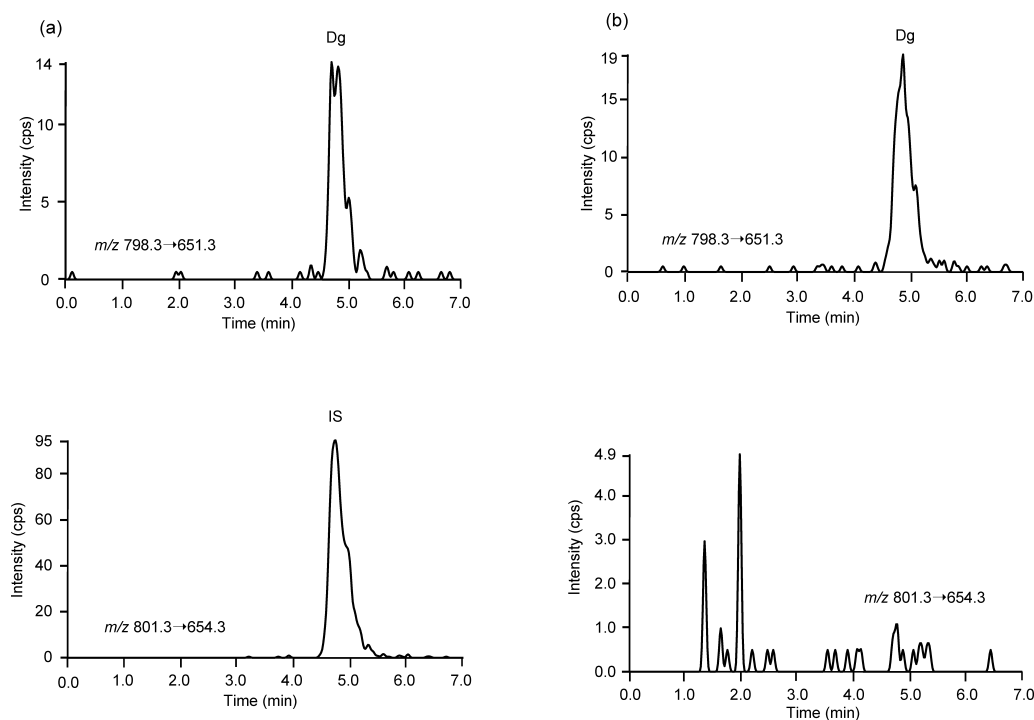 (a)
Dg
14
10
5
0
Intensity (cps)
m/z 798.3→651.3
0.0 1.0 2.0 3.0 4.0 5.0 6.0 7.0
Time (min)
(b)
Dg
19
15
10
5
0
Intensity (cps)
m/z 798.3→651.3
0.0 1.0 2.0 3.0 4.0 5.0 6.0 7.0
Time (min)
IS
95
80
60
40
20
0
Intensity (cps)
m/z 801.3→654.3
0.0 1.0 2.0 3.0 4.0 5.0 6.0 7.0
Time (min)
4.9
4.0
3.0
2.0
1.0
0.0
Intensity (cps)
m/z 801.3→654.3
0.0 1.0 2.0 3.0 4.0 5.0 6.0 7.0
Time (min)